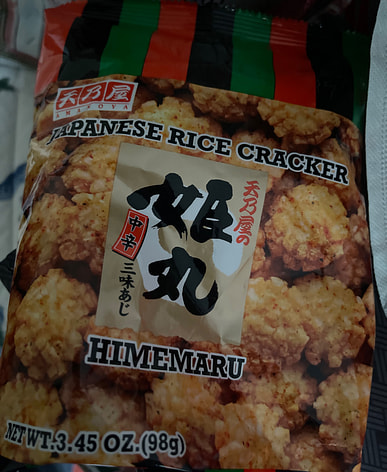 天乃屋
AMANOYA
JAPANESE RICE CRACKER
天乃屋の
姫丸
中辛
三味あじ
HIMEMARU
NET WT.3.45 OZ.(98g)